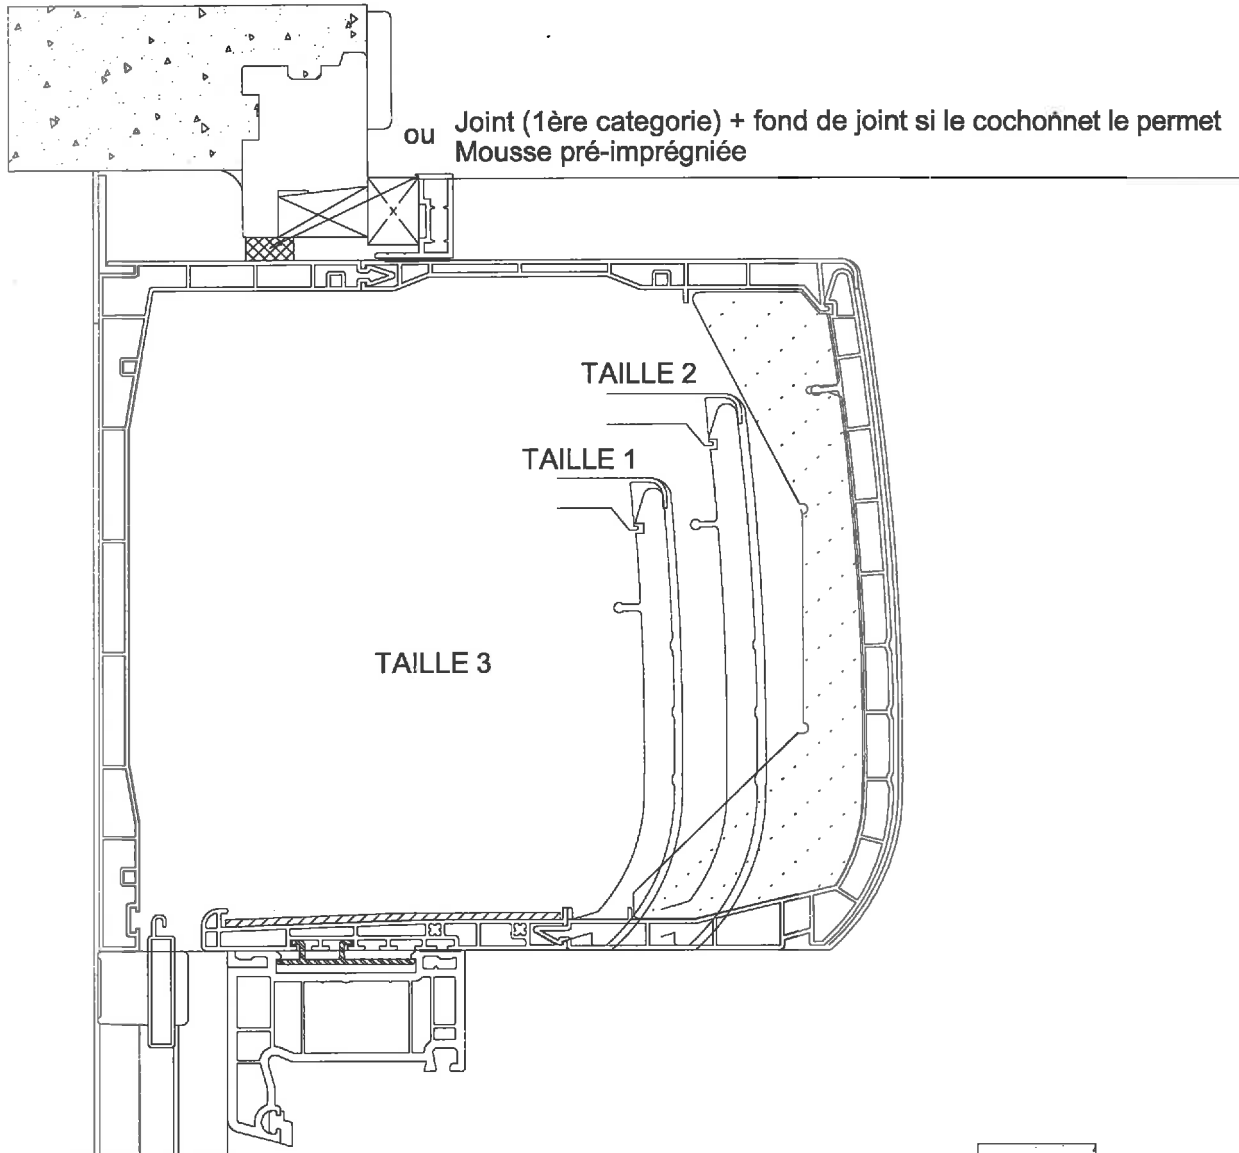 ou
Joint (1ère categorie) + fond de joint si le cochonnet le permet
Mousse pré-imprégniée
TAILLE 2
TAILLE 1
TAILLE 3